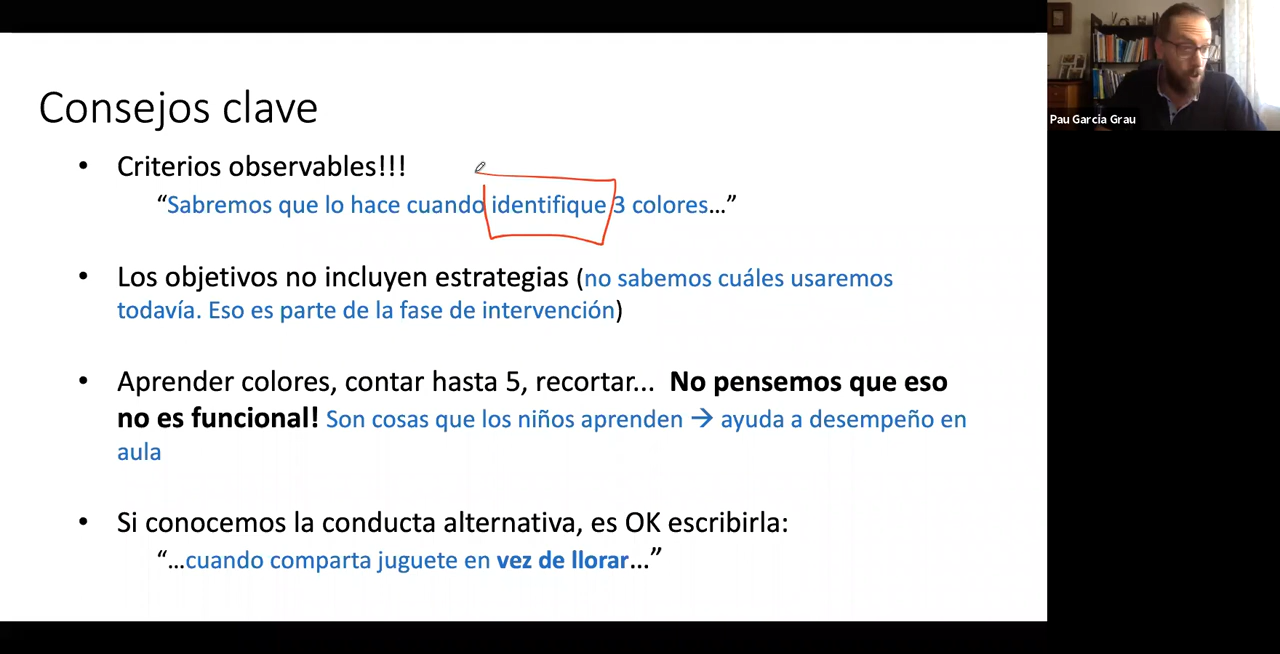 Consejos clave
• Criterios observables!!!
“Sabremos que lo hace cuando identifique 3 colores…”
• Los objetivos no incluyen estrategias (no sabemos cuáles usaremos
todavía. Eso es parte de la fase de intervención)
• Aprender colores, contar hasta 5, recortar... No pensemos que eso
no es funcional! Son cosas que los niños aprenden → ayuda a desempeño en
aula
• Si conocemos la conducta alternativa, es OK escribirla:
“…cuando comparta juguete en vez de llorar…”
Pau García Grau